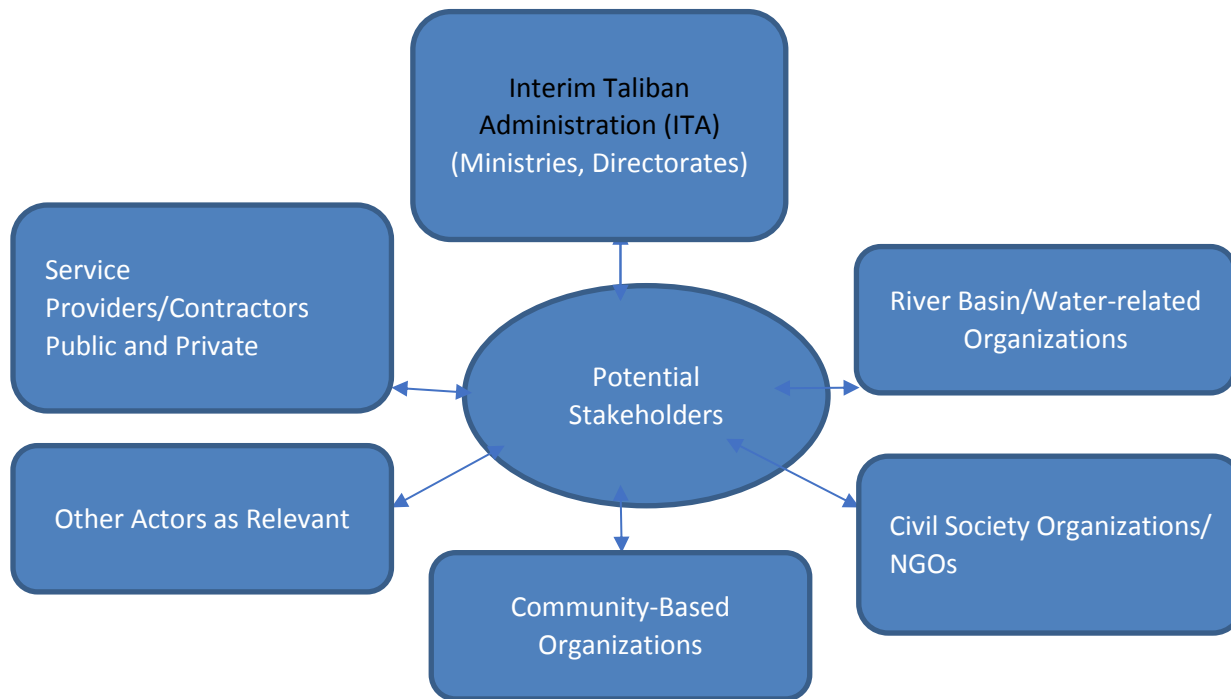 Interim Taliban
Administration (ITA)
(Ministries, Directorates)
Service
Providers/Contractors
Public and Private
River Basin/Water-related
Organizations
Potential
Stakeholders
Other Actors as Relevant
Civil Society Organizations/
NGOs
Community-Based
Organizations